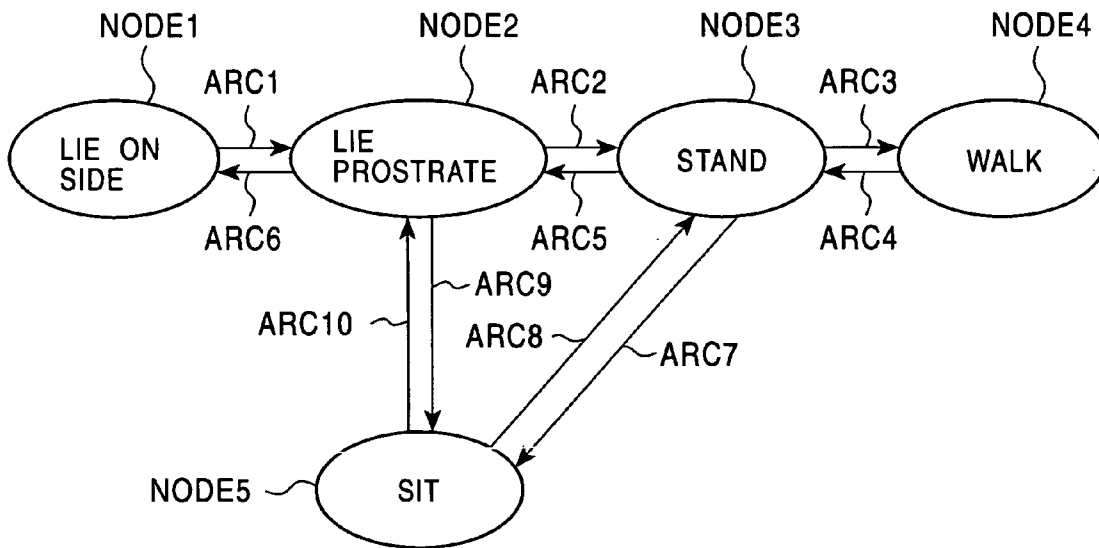 NODE1
NODE2
NODE3
NODE4
ARC1
ARC2
ARC3
LIE ON
SIDE
LIE
PROSTRATE
STAND
WALK
ARC6
ARC5
ARC4
ARC9
ARC10
ARC8
ARC7
NODE5
SIT